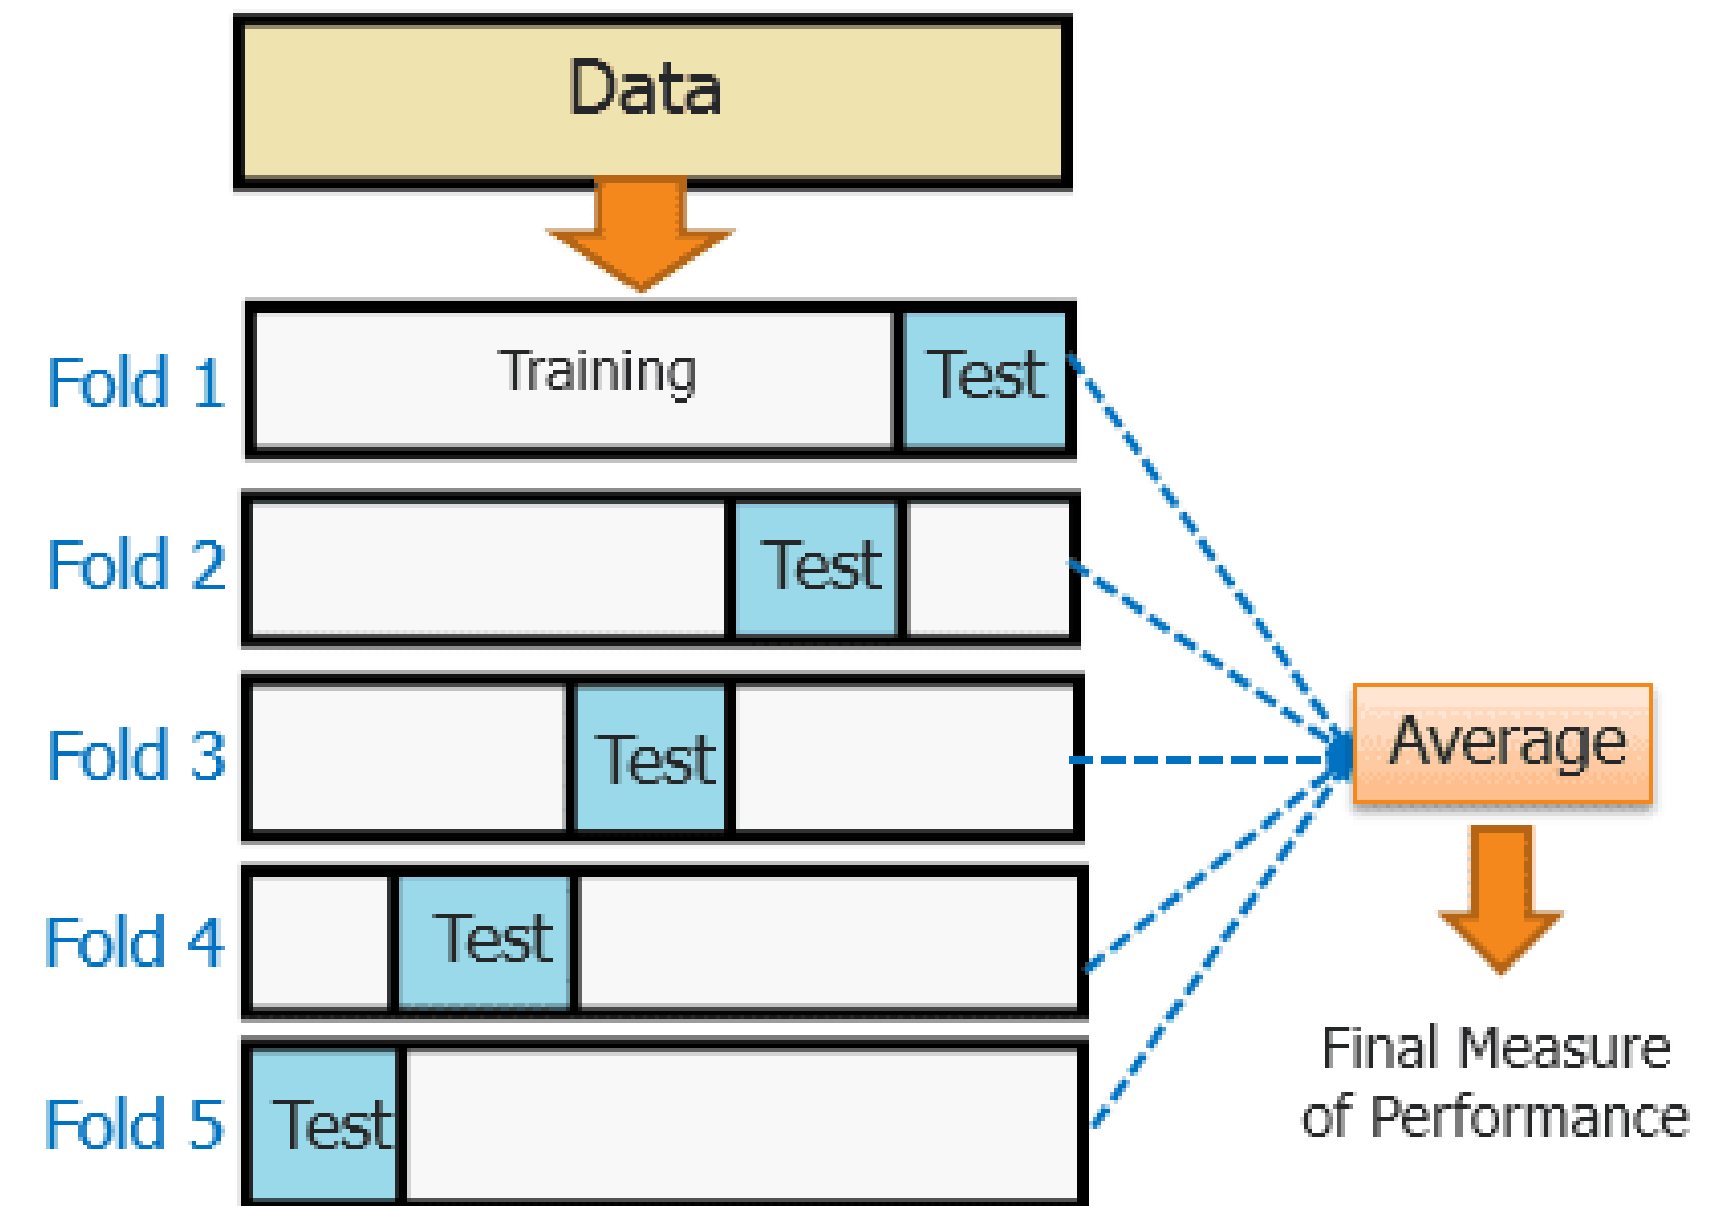 Data
Fold 1
Training
Test
Fold 2
Test
Fold 3
Test
Average
Fold 4
Test
Final Measure
of Performance
Fold 5
Test